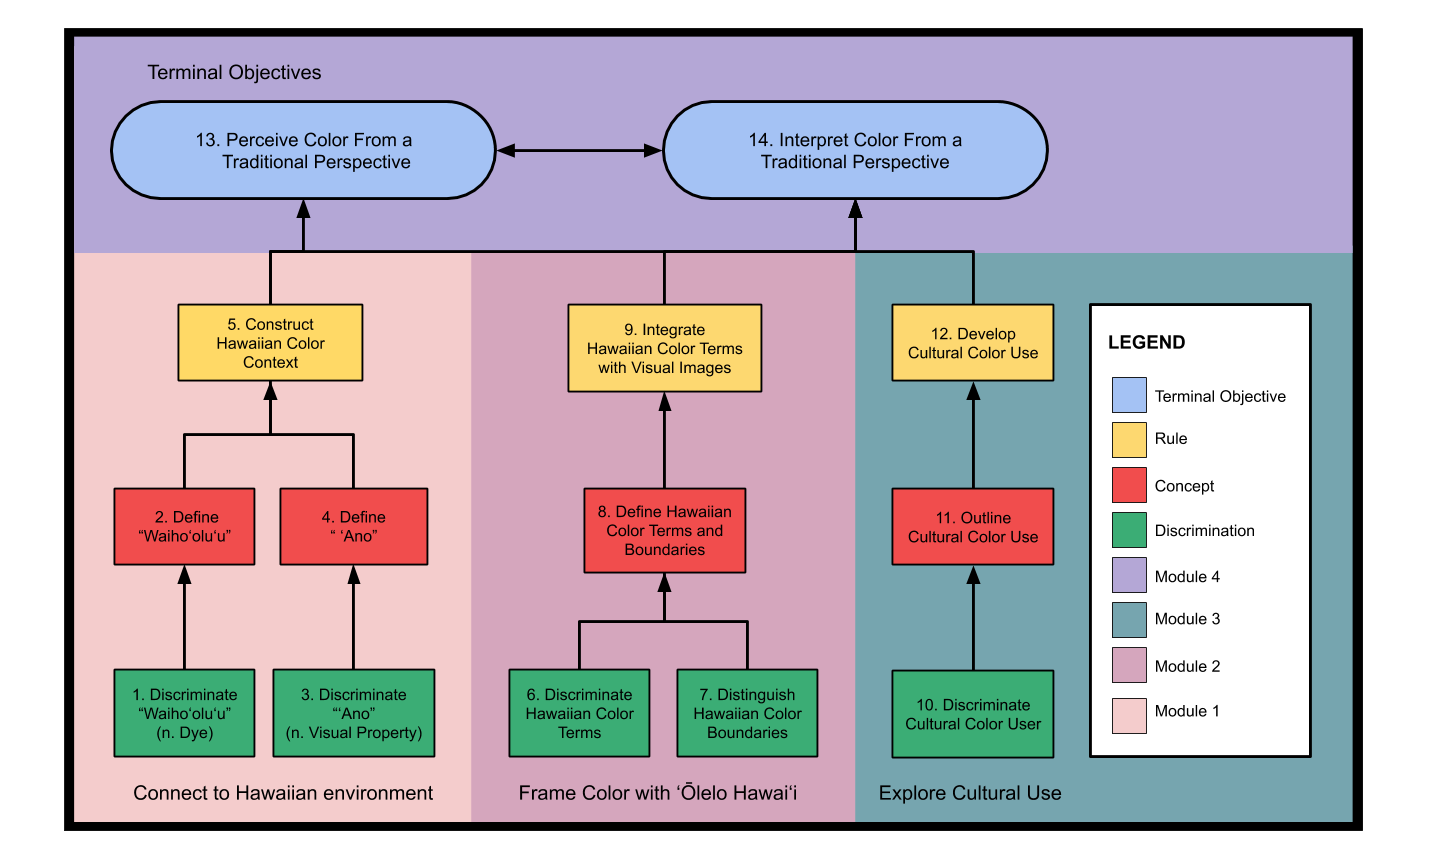 Terminal Objectives
13. Perceive Color From a
Traditional Perspective
14. Interpret Color From a
Traditional Perspective
5. Construct
Hawaiian Color
Context
9. Integrate
Hawaiian Color Terms
with Visual Images
12. Develop
Cultural Color Use
2. Define
“Waihoʻoluʻu”
4. Define
“ ʻAno”
8. Define Hawaiian
Color Terms and
Boundaries
11. Outline
Cultural Color Use
1. Discriminate
“Waihoʻoluʻu”
(n. Dye)
3. Discriminate
“ʻAno”
(n. Visual Property)
6. Discriminate
Hawaiian Color
Terms
7. Distinguish
Hawaiian Color
Boundaries
10. Discriminate
Cultural Color User
Connect to Hawaiian environment
Frame Color with ʻŌlelo Hawaiʻi
Explore Cultural Use
LEGEND
Terminal Objective
Rule
Concept
Discrimination
Module 4
Module 3
Module 2
Module 1